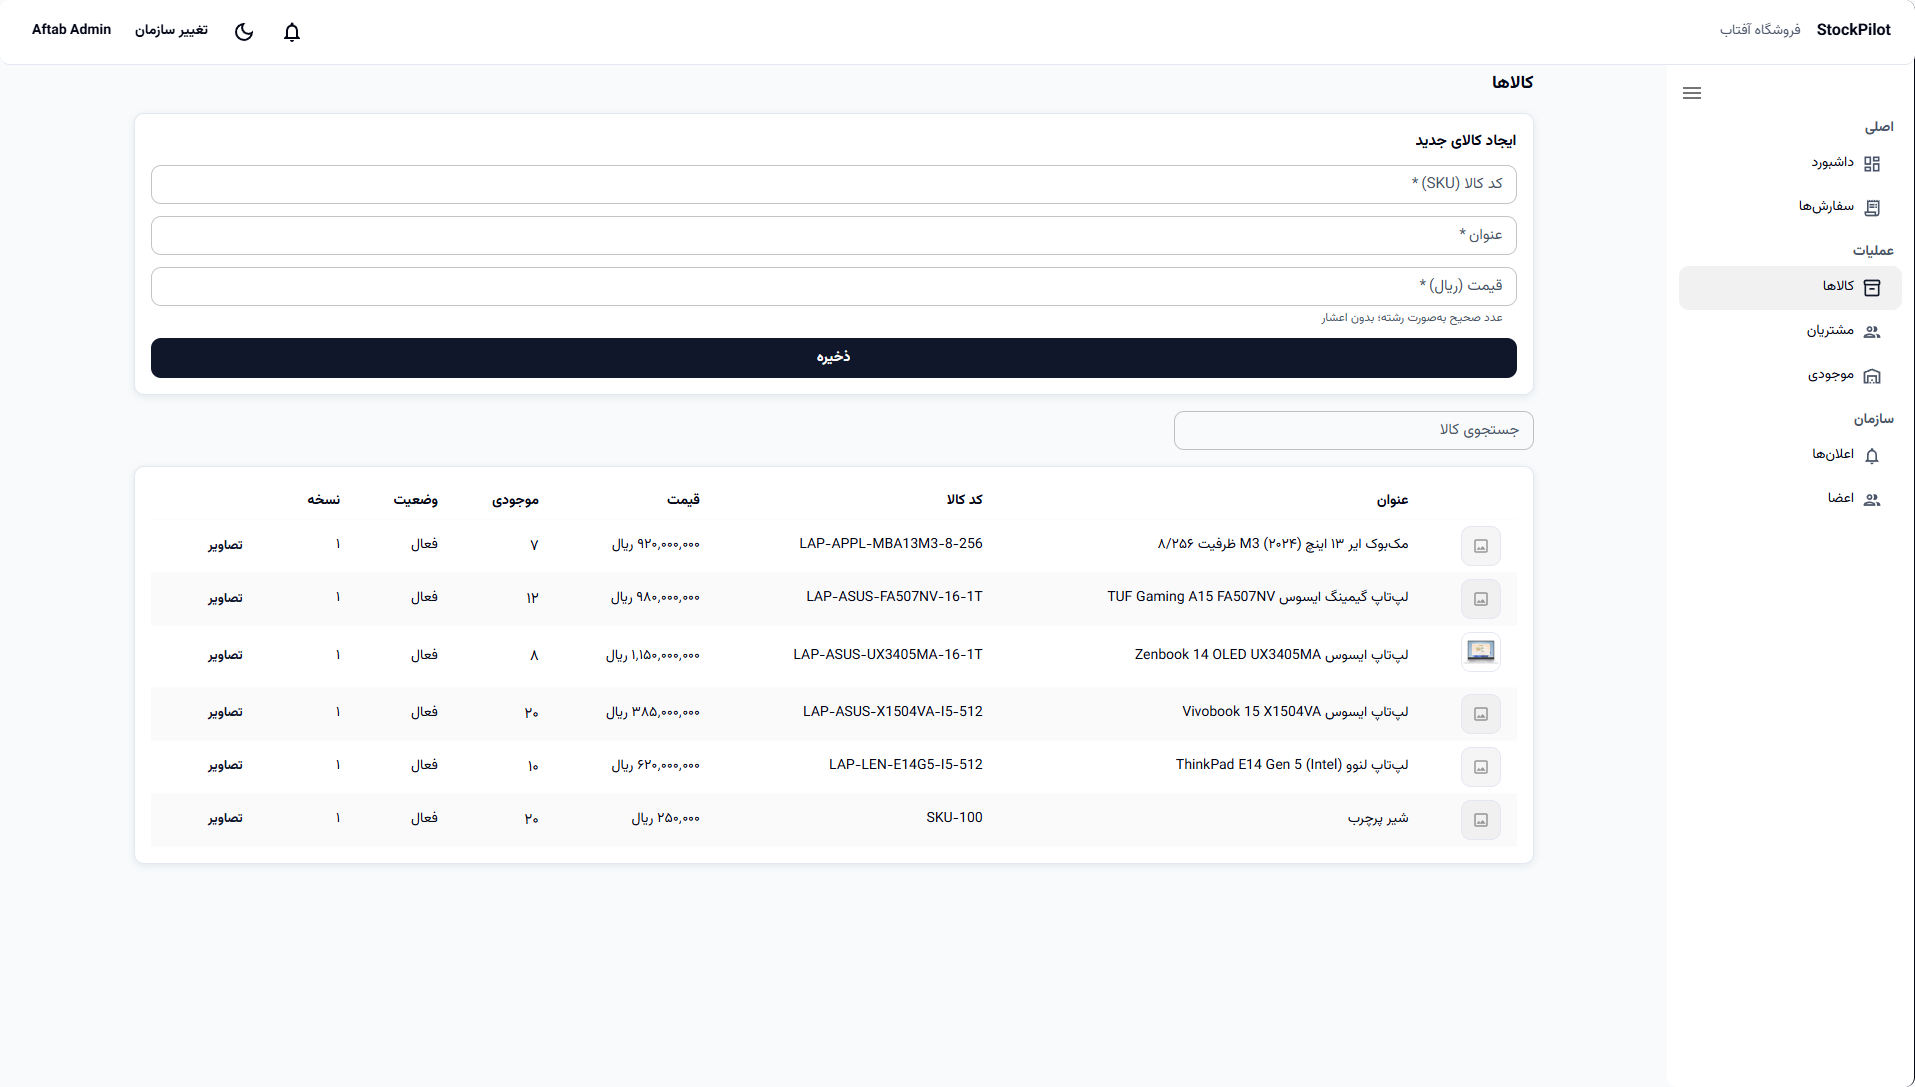 StockPilot فروشگاه آفتاب
تغییر سازمان Aftab Admin
اصلی
داشبورد
سفارش‌ها
عملیات
کالاها
مشتریان
موجودی
سازمان
اعلان‌ها
اعضا
کالاها
ایجاد کالای جدید
کد کالا (SKU) *
عنوان *
قیمت (ریال) *
عدد صحیح به‌صورت رشته؛ بدون اعشار
ذخیره
جستجوی کالا
عنوان کد کالا قیمت موجودی وضعیت نسخه
مک‌بوک ایر ۱۳ اینچ M3 (۲۰۲۴) ظرفیت ۸/۲۵۶ LAP-APPL-MBA13M3-8-256 ۹۲۰,۰۰۰,۰۰۰ ریال ۷ فعال ۱ تصاویر
لپ‌تاپ گیمینگ ایسوس TUF Gaming A15 FA507NV LAP-ASUS-FA507NV-16-1T ۹۸۰,۰۰۰,۰۰۰ ریال ۱۲ فعال ۱ تصاویر
لپ‌تاپ ایسوس Zenbook 14 OLED UX3405MA LAP-ASUS-UX3405MA-16-1T ۱,۱۵۰,۰۰۰,۰۰۰ ریال ۸ فعال ۱ تصاویر
لپ‌تاپ ایسوس Vivobook 15 X1504VA LAP-ASUS-X1504VA-I5-512 ۳۸۵,۰۰۰,۰۰۰ ریال ۲۰ فعال ۱ تصاویر
لپ‌تاپ لنوو ThinkPad E14 Gen 5 (Intel) LAP-LEN-E14G5-I5-512 ۶۲۰,۰۰۰,۰۰۰ ریال ۱۰ فعال ۱ تصاویر
شیر پرچرب SKU-100 ۲۵۰,۰۰۰ ریال ۲۰ فعال ۱ تصاویر